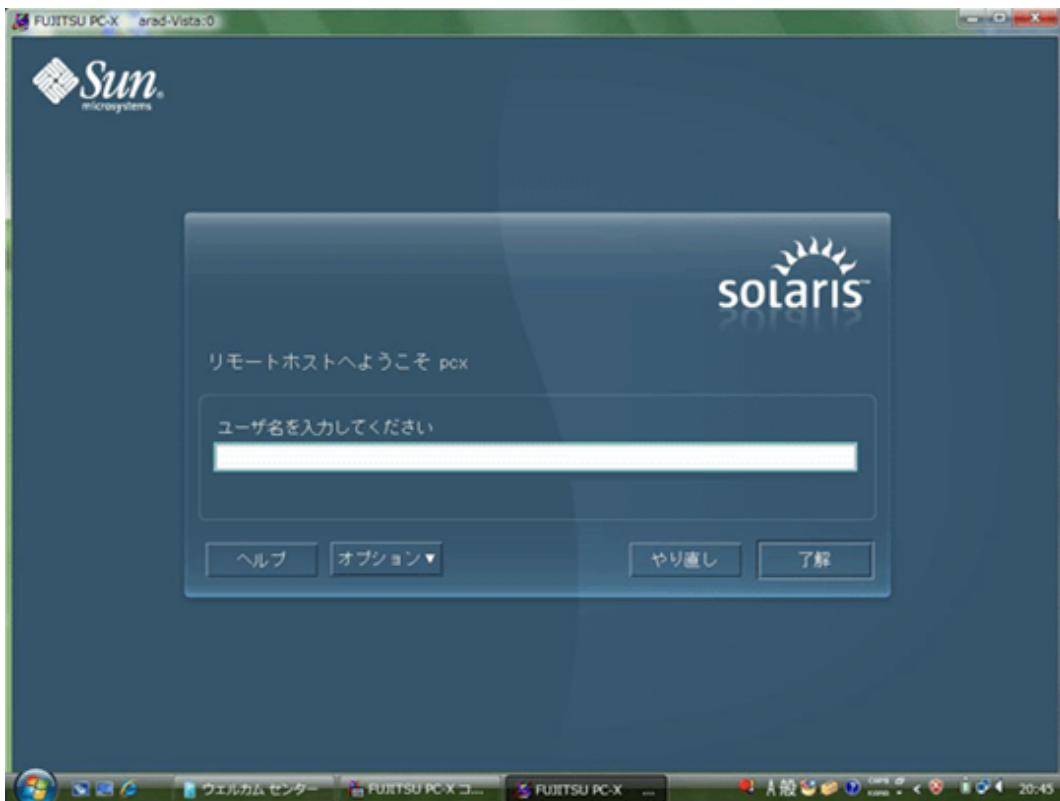 FUJITSU PC-X arad-Vista:0
Sun
microsystems
solaris
リモートホストへようこそ pcx
ユーザ名を入力してください
ヘルプ
オプション▼
やり直し
了解
ウェルカム センター
FUJITSU PC-X コ...
FUJITSU PC-X ...
A 般
CAPS
KANA
20:45